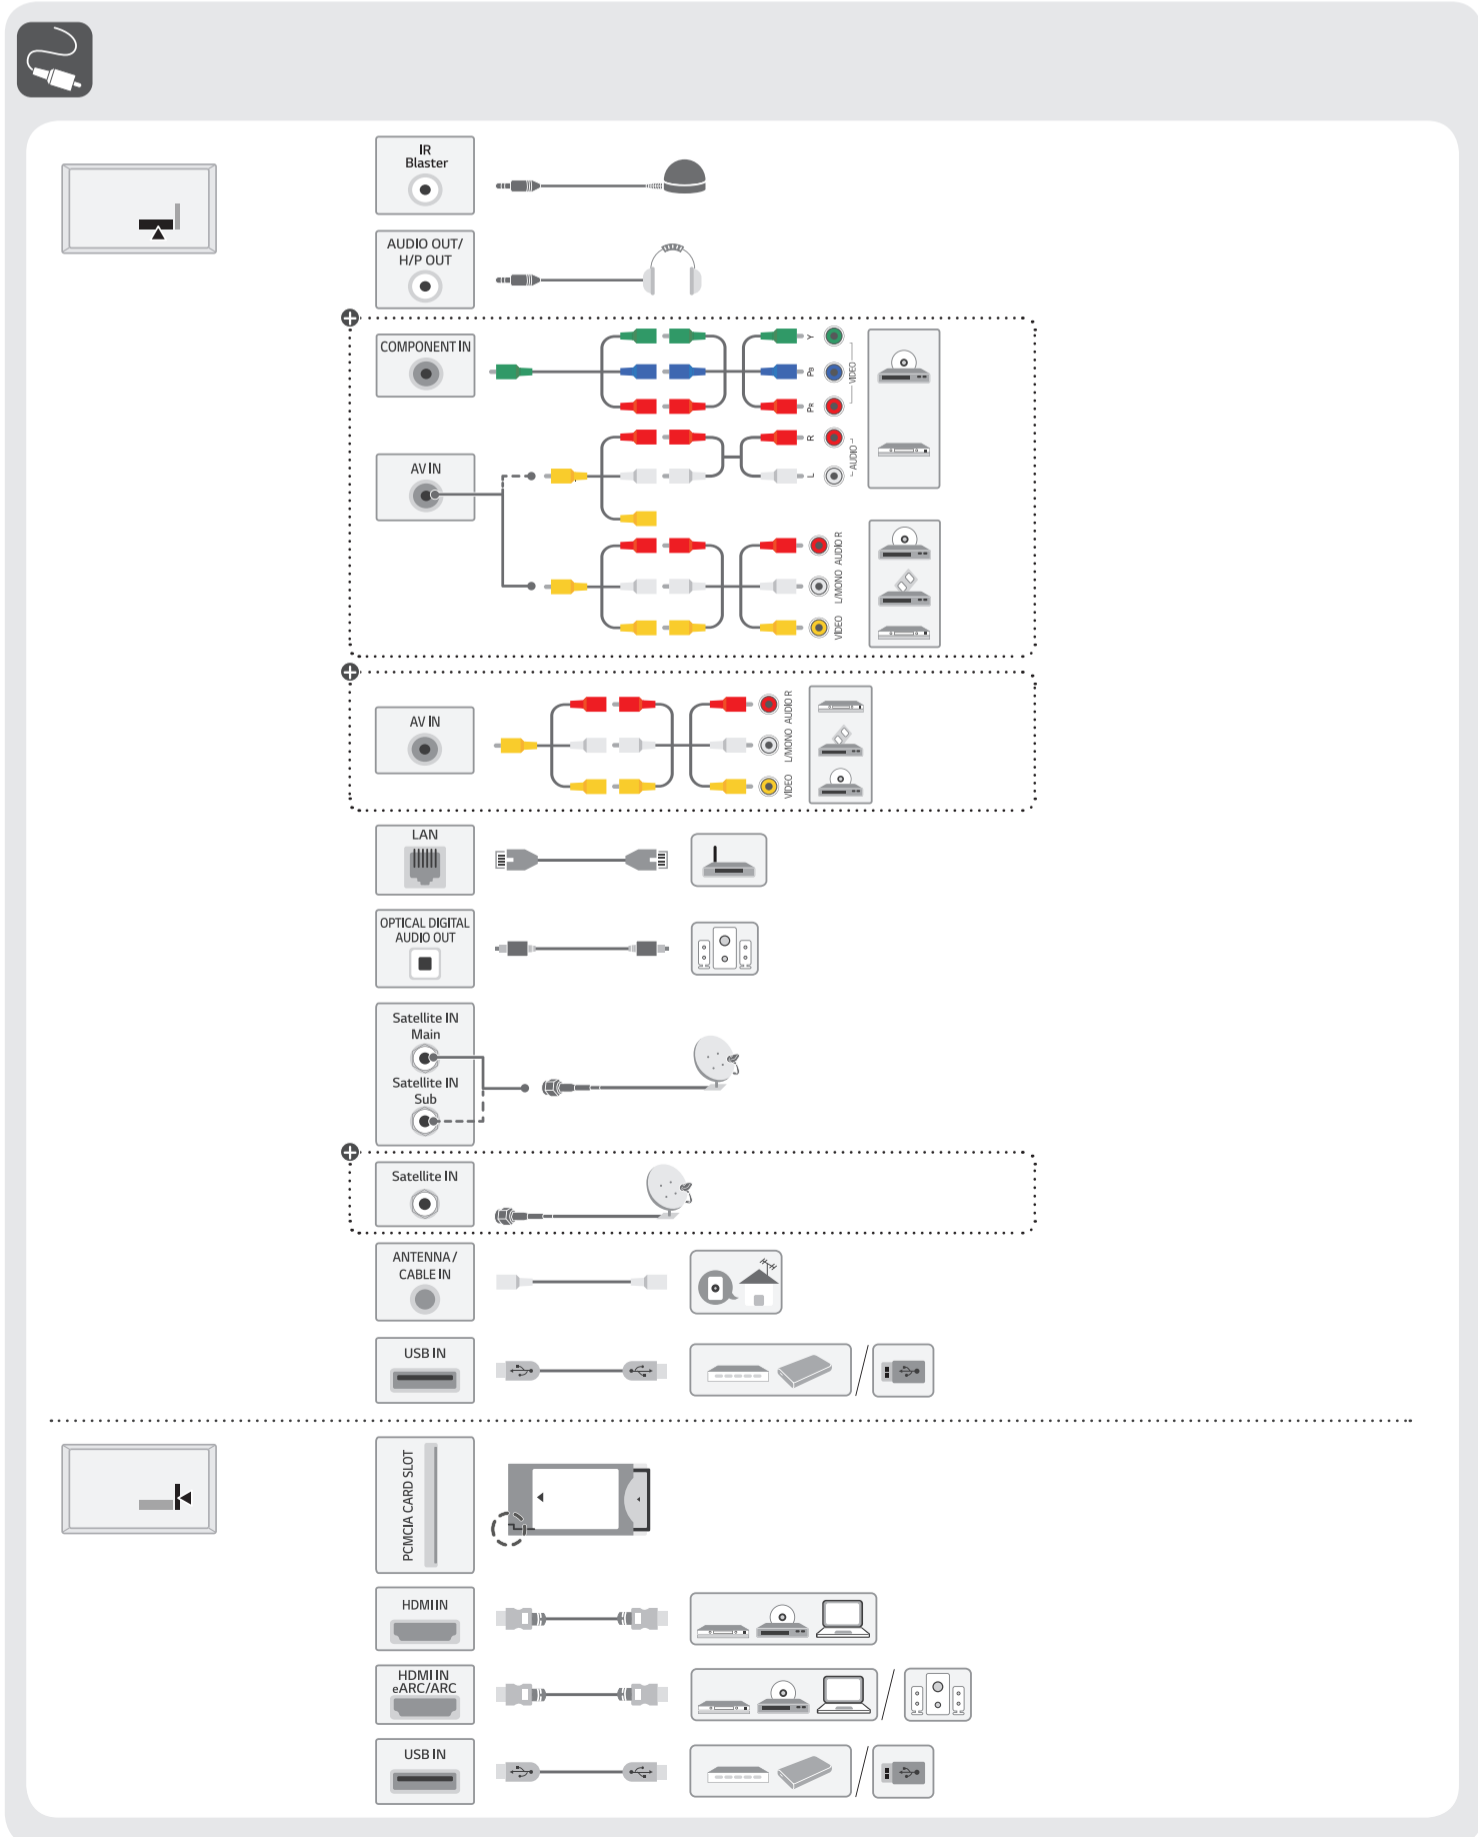 IR
Blaster
AUDIO OUT/
H/P OUT
COMPONENT IN
Y
PB
PR
VIDEO
R
L
AUDIO
AV IN
AUDIO R
L/MONO
VIDEO
AV IN
AUDIO R
L/MONO
VIDEO
LAN
OPTICAL DIGITAL
AUDIO OUT
Satellite IN
Main
Satellite IN
Sub
Satellite IN
ANTENNA /
CABLE IN
USB IN
PCMCIA CARD SLOT
HDMI IN
HDMI IN
eARC/ARC
USB IN